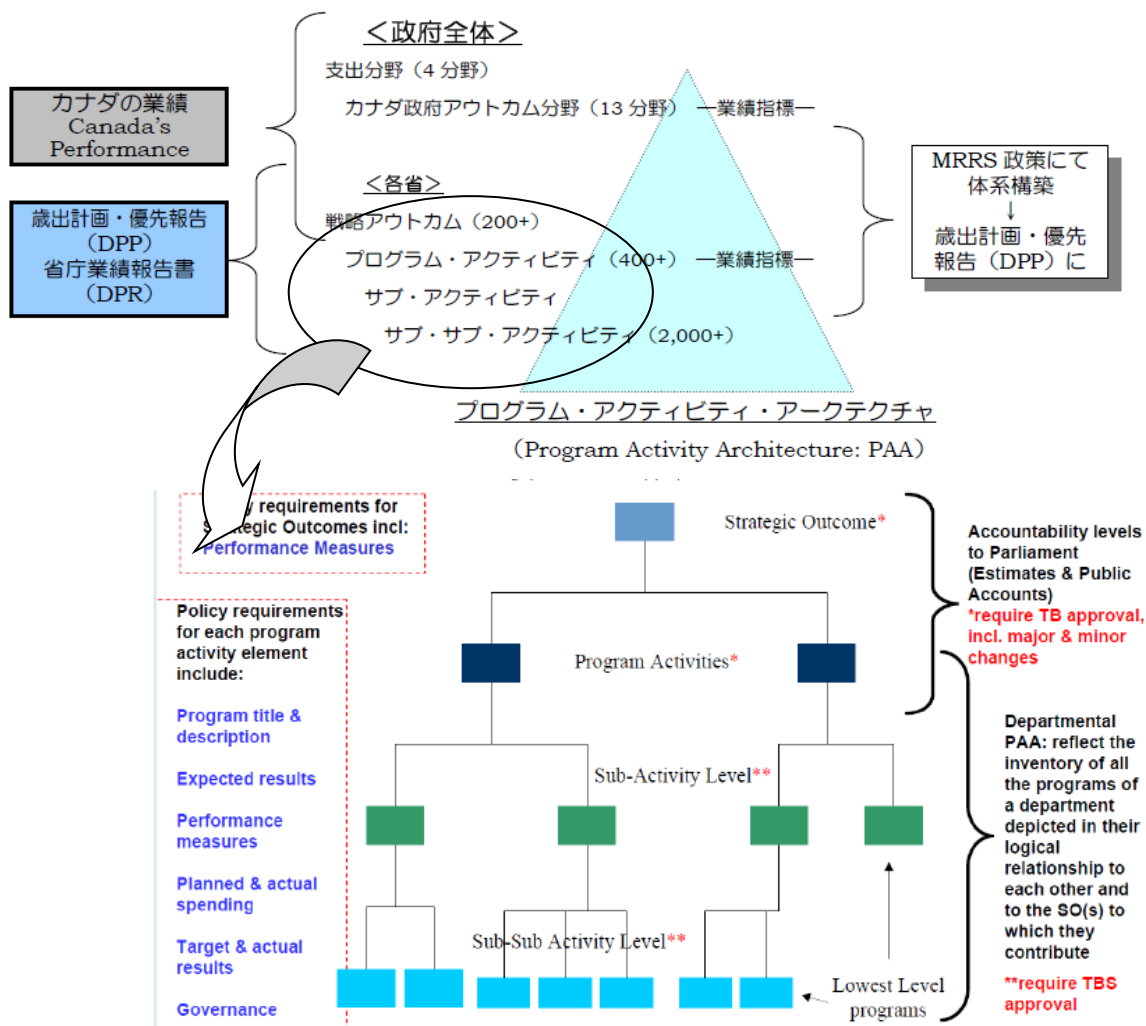 ＜政府全体＞
支出分野（4 分野）
カナダ政府アウトカム分野（13 分野）
―業績指標―
カナダの業績
Canada's
Performance
＜各省＞
戦略アウトカム（200+）
プログラム・アクティビティ（400+）
―業績指標―
サブ・アクティビティ
サブ・サブ・アクティビティ（2,000+）
歳出計画・優先報告
（DPP）
省庁業績報告書
（DPR）
MRRS 政策にて
体系構築
↓
歳出計画・優先
報告（DPP）に
プログラム・アクティビティ・アークテクチャ
（Program Activity Architecture: PAA）
y requirements for
egic Outcomes incl:
Performance Measures
Policy requirements
for each program
activity element
include:
Program title &
description
Expected results
Performance
measures
Planned & actual
spending
Target & actual
results
Governance
Strategic Outcome*
Program Activities*
Sub-Activity Level**
Sub-Sub Activity Level**
Lowest Level
programs
Accountability levels
to Parliament
(Estimates & Public
Accounts)
*require TB approval,
incl. major & minor
changes
Departmental
PAA: reflect the
inventory of all
the programs of
a department
depicted in their
logical
relationship to
each other and
to the SO(s) to
which they
contribute
**require TBS
approval